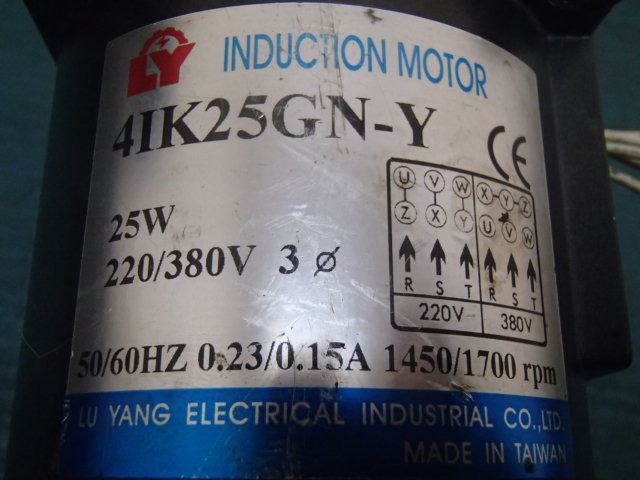 LY INDUCTION MOTOR
4IK25GN-Y CE
25W
220/380V 3 ø
U V W X Y Z
Z X Y U V W
R S T R S T
220V 380V
50/60HZ 0.23/0.15A 1450/1700 rpm
LU YANG ELECTRICAL INDUSTRIAL CO.,LTD.
MADE IN TAIWAN